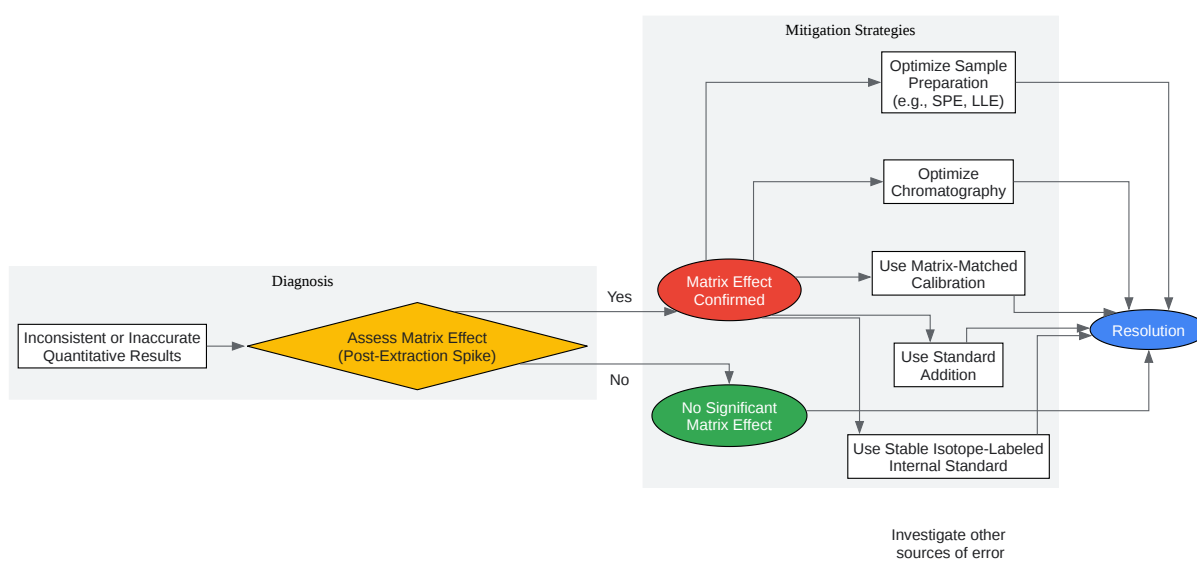 Mitigation Strategies
Optimize Sample
Preparation
(e.g., SPE, LLE)
Optimize
Chromatography
Use Matrix-Matched
Calibration
Matrix Effect
Confirmed
Diagnosis
Yes
Inconsistent or Inaccurate
Quantitative Results
Assess Matrix Effect
(Post-Extraction Spike)
Resolution
Use Standard
Addition
No
No Significant
Matrix Effect
Use Stable Isotope-Labeled
Internal Standard
Investigate other
sources of error